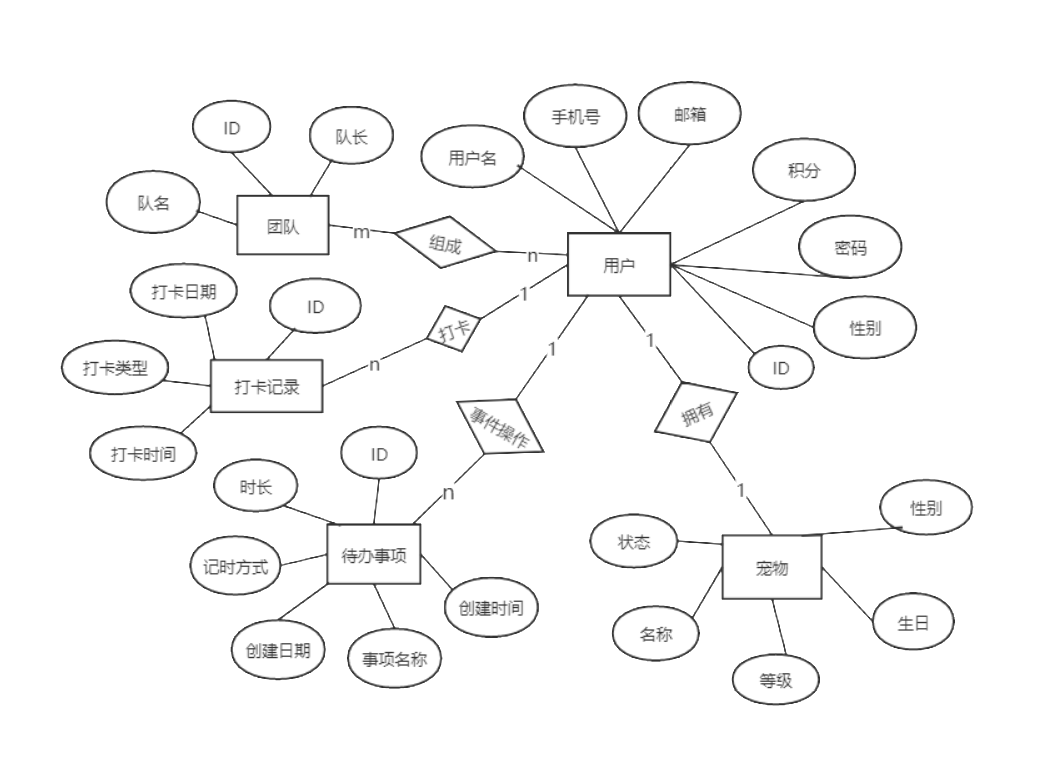 手机号
邮箱
ID
队长
用户名
积分
队名
团队
m
组成
n
用户
密码
打卡日期
ID
1
打卡
性别
打卡类型
打卡记录
n
1
1
ID
打卡时间
事件操作
拥有
ID
时长
n
1
性别
记时方式
待办事项
状态
宠物
创建时间
名称
生日
创建日期
事项名称
等级